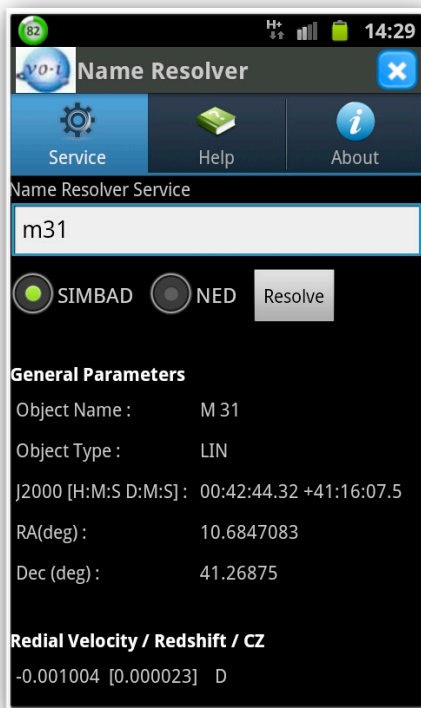 82 H+ 14:29
vo-i Name Resolver
Service Help About
Name Resolver Service
m31
SIMBAD NED Resolve
General Parameters
Object Name : M 31
Object Type : LIN
J2000 [H:M:S D:M:S] : 00:42:44.32 +41:16:07.5
RA(deg) : 10.6847083
Dec (deg) : 41.26875
Redial Velocity / Redshift / CZ
-0.001004 [0.000023] D